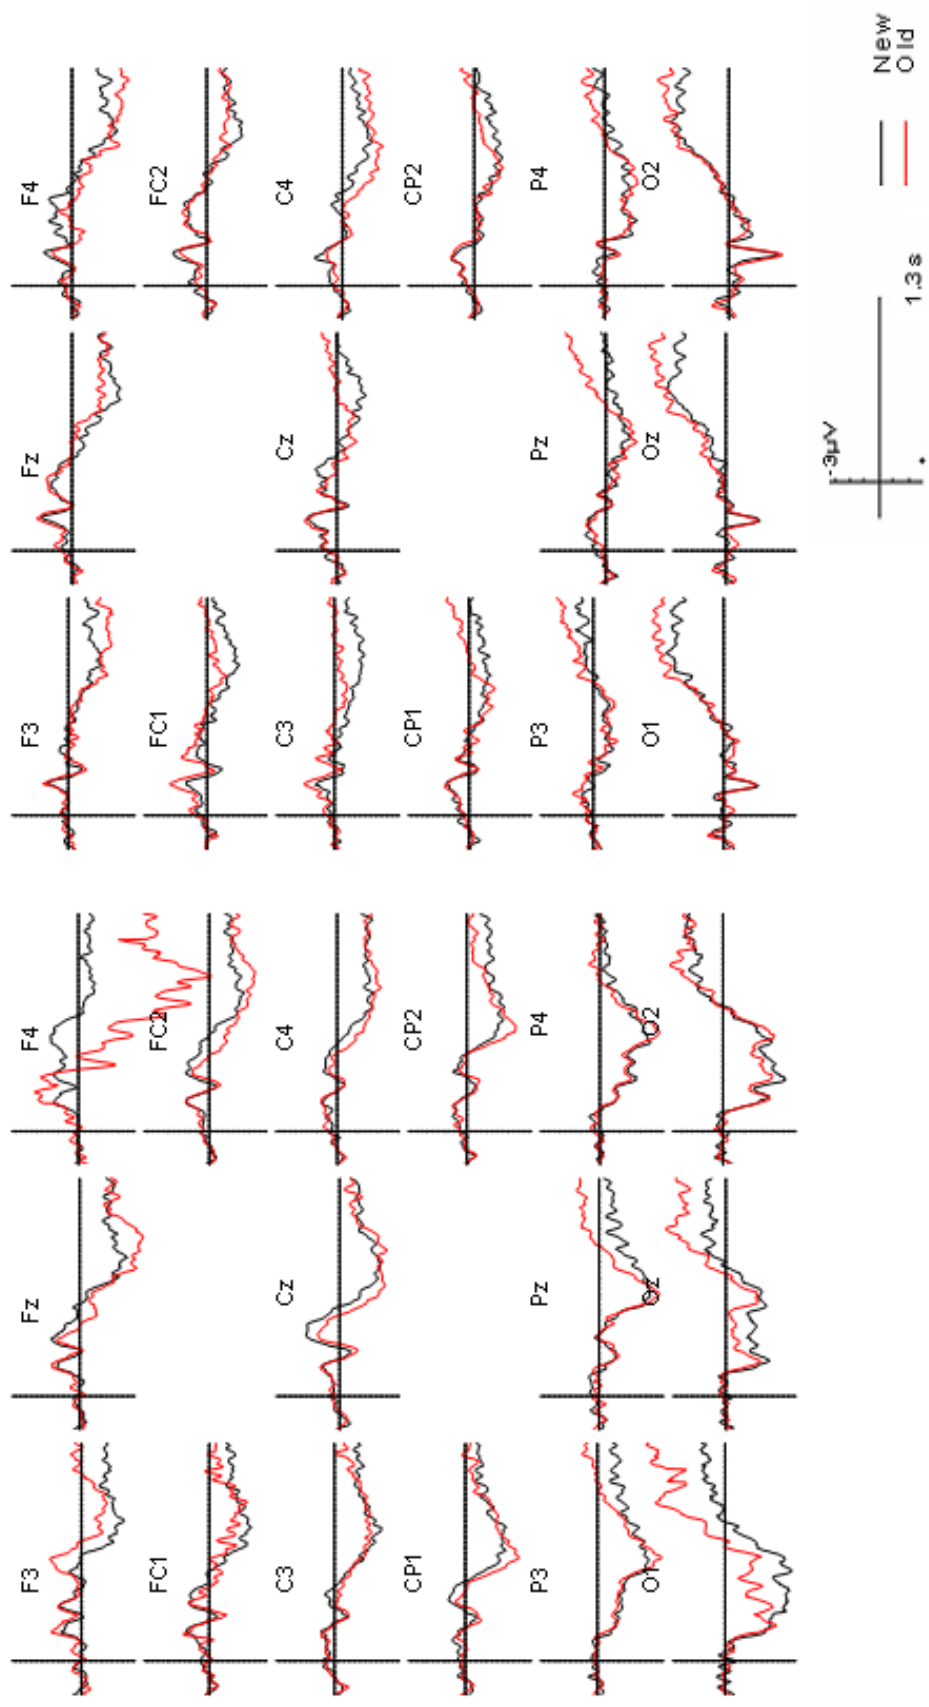 F3 Fz F4
FC1 FC2
C3 Cz C4
CP1 CP2
P3 Pz P4
O1 Oz O2
F3 Fz F4
FC1 FC2
C3 Cz C4
CP1 CP2
P3 Pz P4
O1 Oz O2
-3µV
+
1.3 s
New
Old